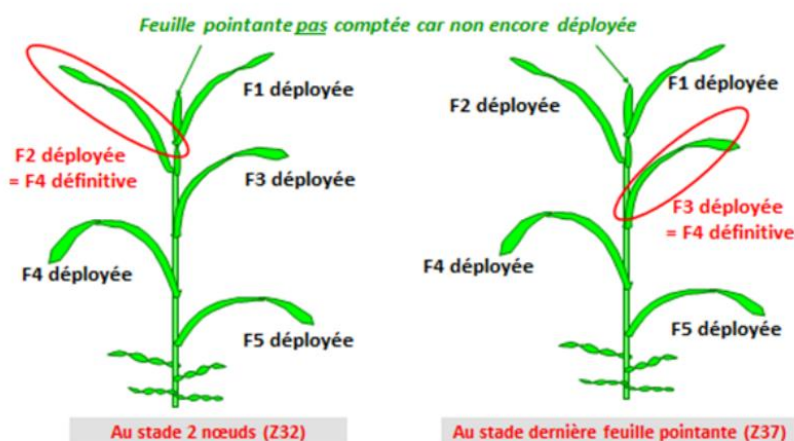 Feuille pointante pas comptée car non encore déployée
F1 déployée
F2 déployée
= F4 définitive
F3 déployée
F4 déployée
F5 déployée
Au stade 2 nœuds (Z32)
F1 déployée
F2 déployée
F3 déployée
= F4 définitive
F4 déployée
F5 déployée
Au stade dernière feuille pointante (Z37)